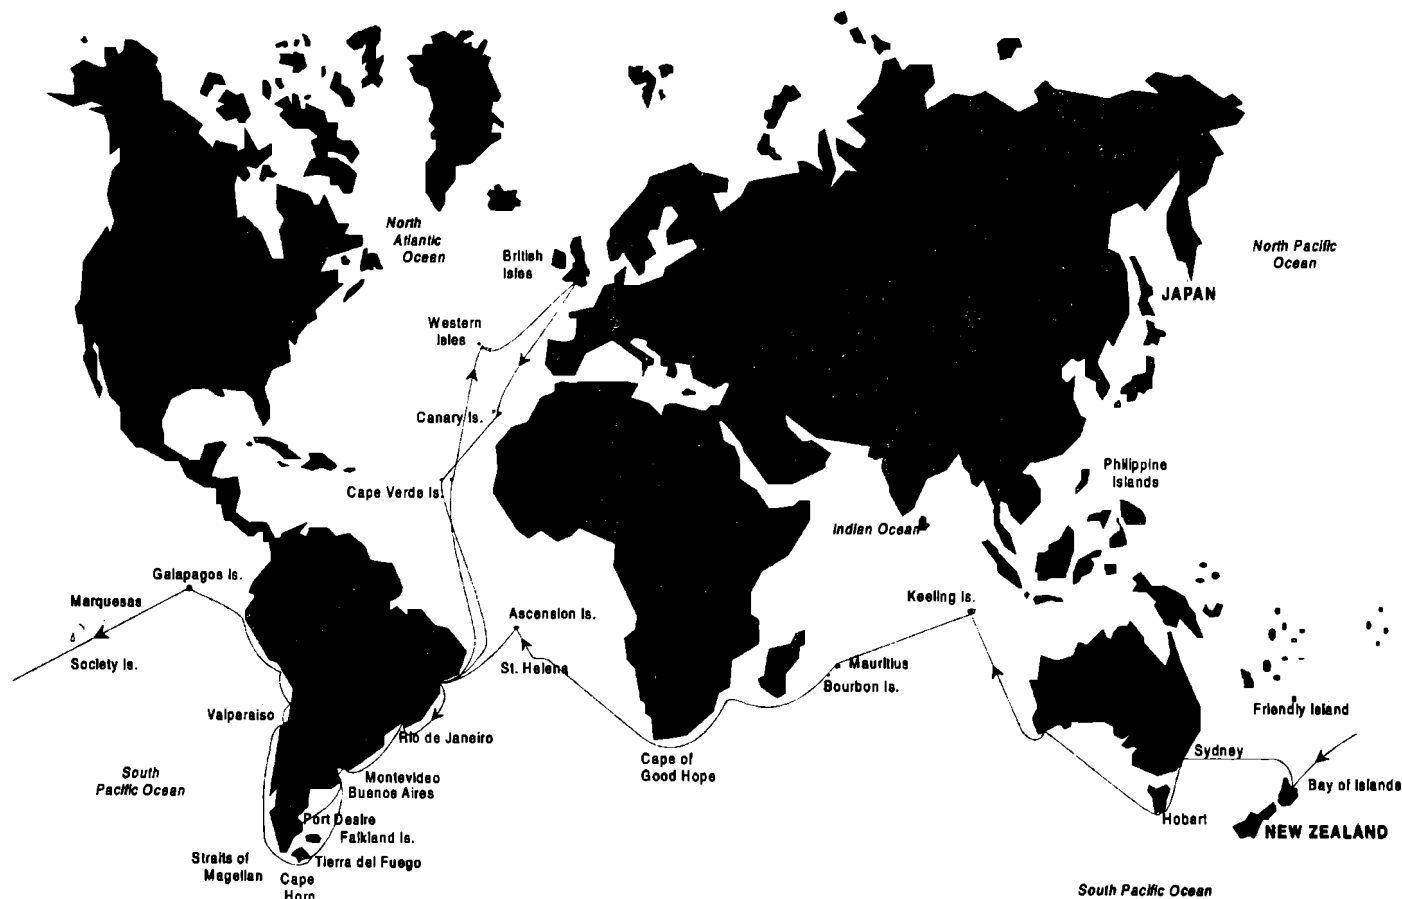 North
Atlantic
Ocean
British
Isles
North Pacific
Ocean
JAPAN
Western
Isles
Canary Is.
Cape Verde Is.
Philippine
Islands
Indian Ocean
Galapagos Is.
Marquesas
Society Is.
Ascension Is.
St. Helena
Keeling Is.
Mauritius
Bourbon Is.
Valparaiso
Rio de Janeiro
Friendly Island
Cape of
Good Hope
Sydney
South
Pacific Ocean
Montevideo
Buenos Aires
Bay of Islands
Port Desire
Falkland Is.
Hobart
NEW ZEALAND
Straits of
Magellan
Tierra del Fuego
Cape
Horn
South Pacific Ocean